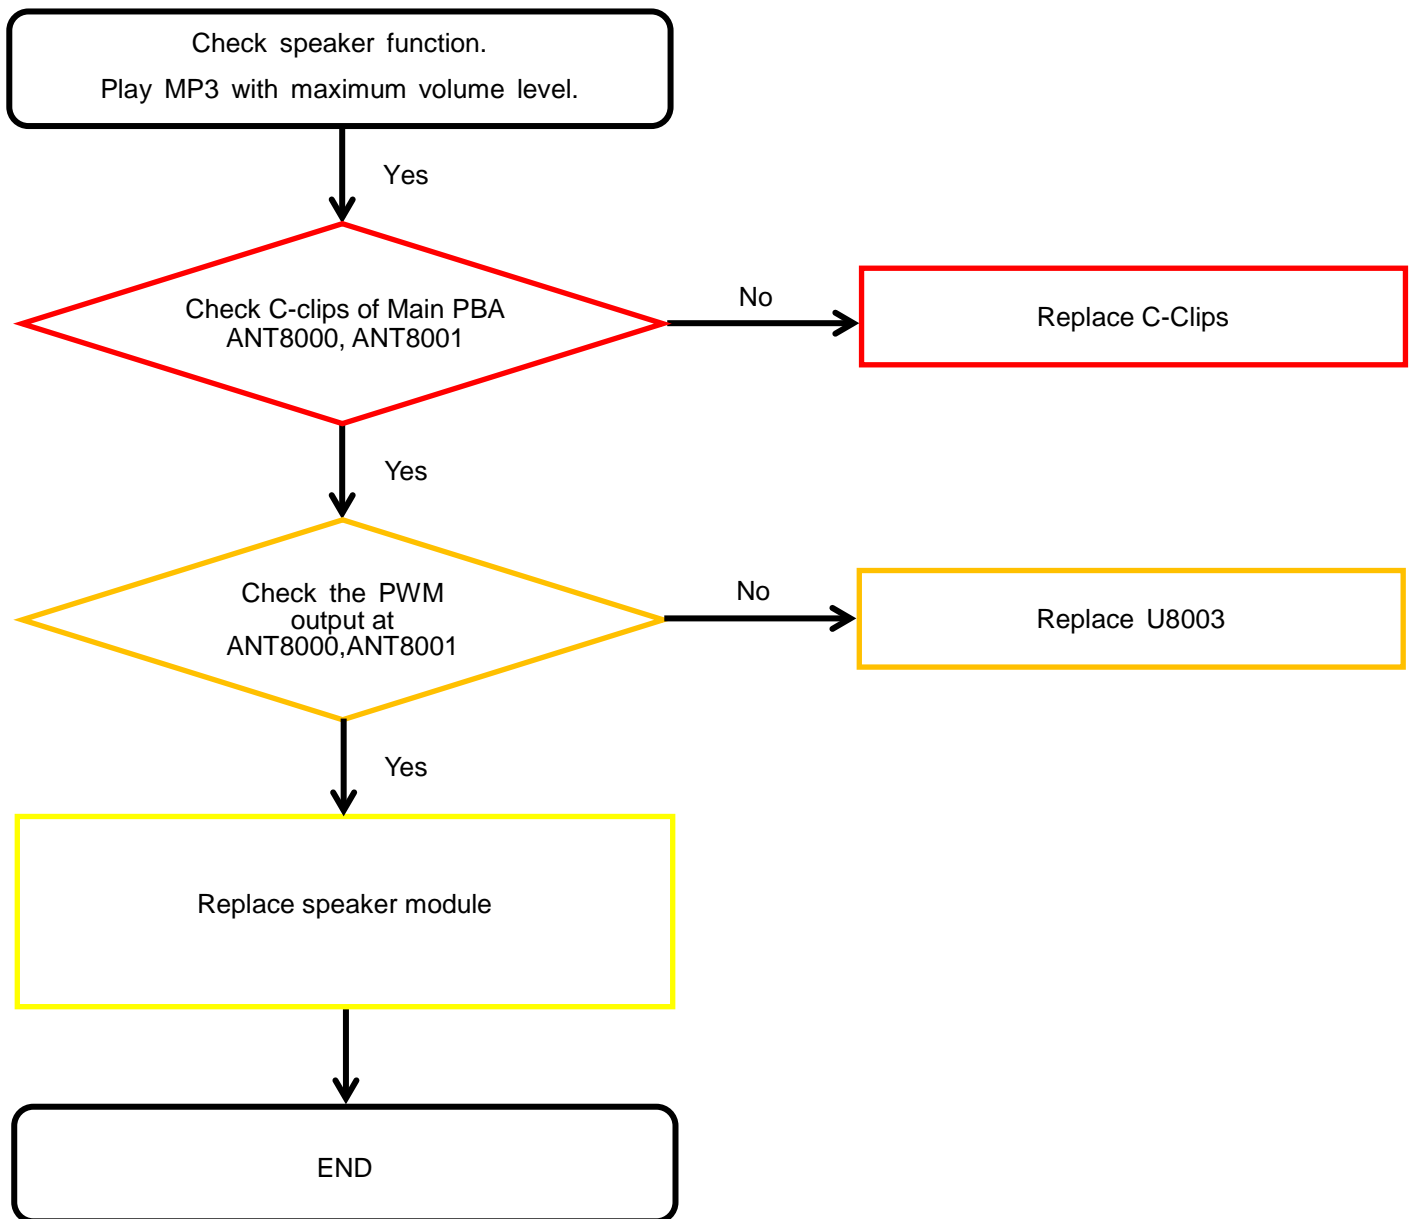 Check speaker function.
Play MP3 with maximum volume level.
Yes
Check C-clips of Main PBA
ANT8000, ANT8001
No
Replace C-Clips
Yes
Check the PWM
output at
ANT8000,ANT8001
No
Replace U8003
Yes
Replace speaker module
END